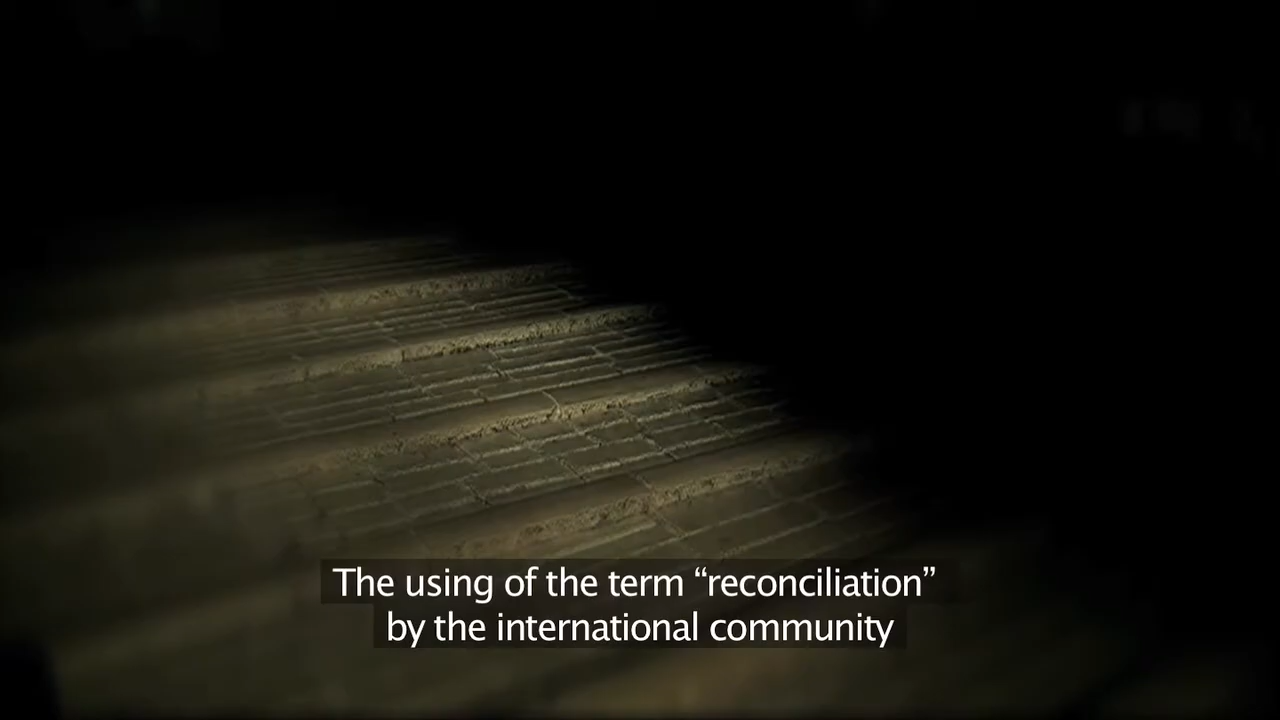 The using of the term “reconciliation”
by the international community